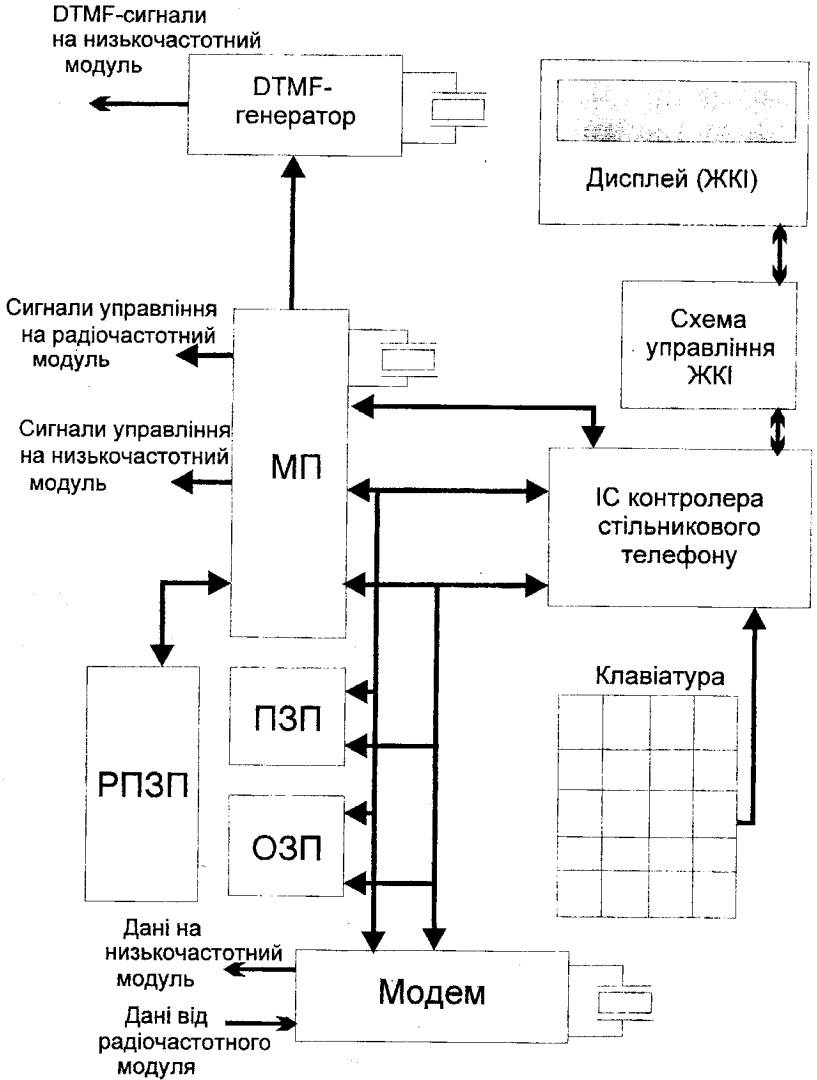 DTMF-сигнали
на низькочастотний
модуль
DTMF-
генератор
Дисплей (ЖКІ)
Сигнали управління
на радіочастотний
модуль
Схема
управління
ЖКІ
Сигнали управління
на низькочастотний
модуль
МП
ІС контролера
стільникового
телефону
Клавіатура
ПЗП
РПЗП
ОЗП
Дані на
низькочастотний
модуль
Модем
Дані від
радіочастотного
модуля